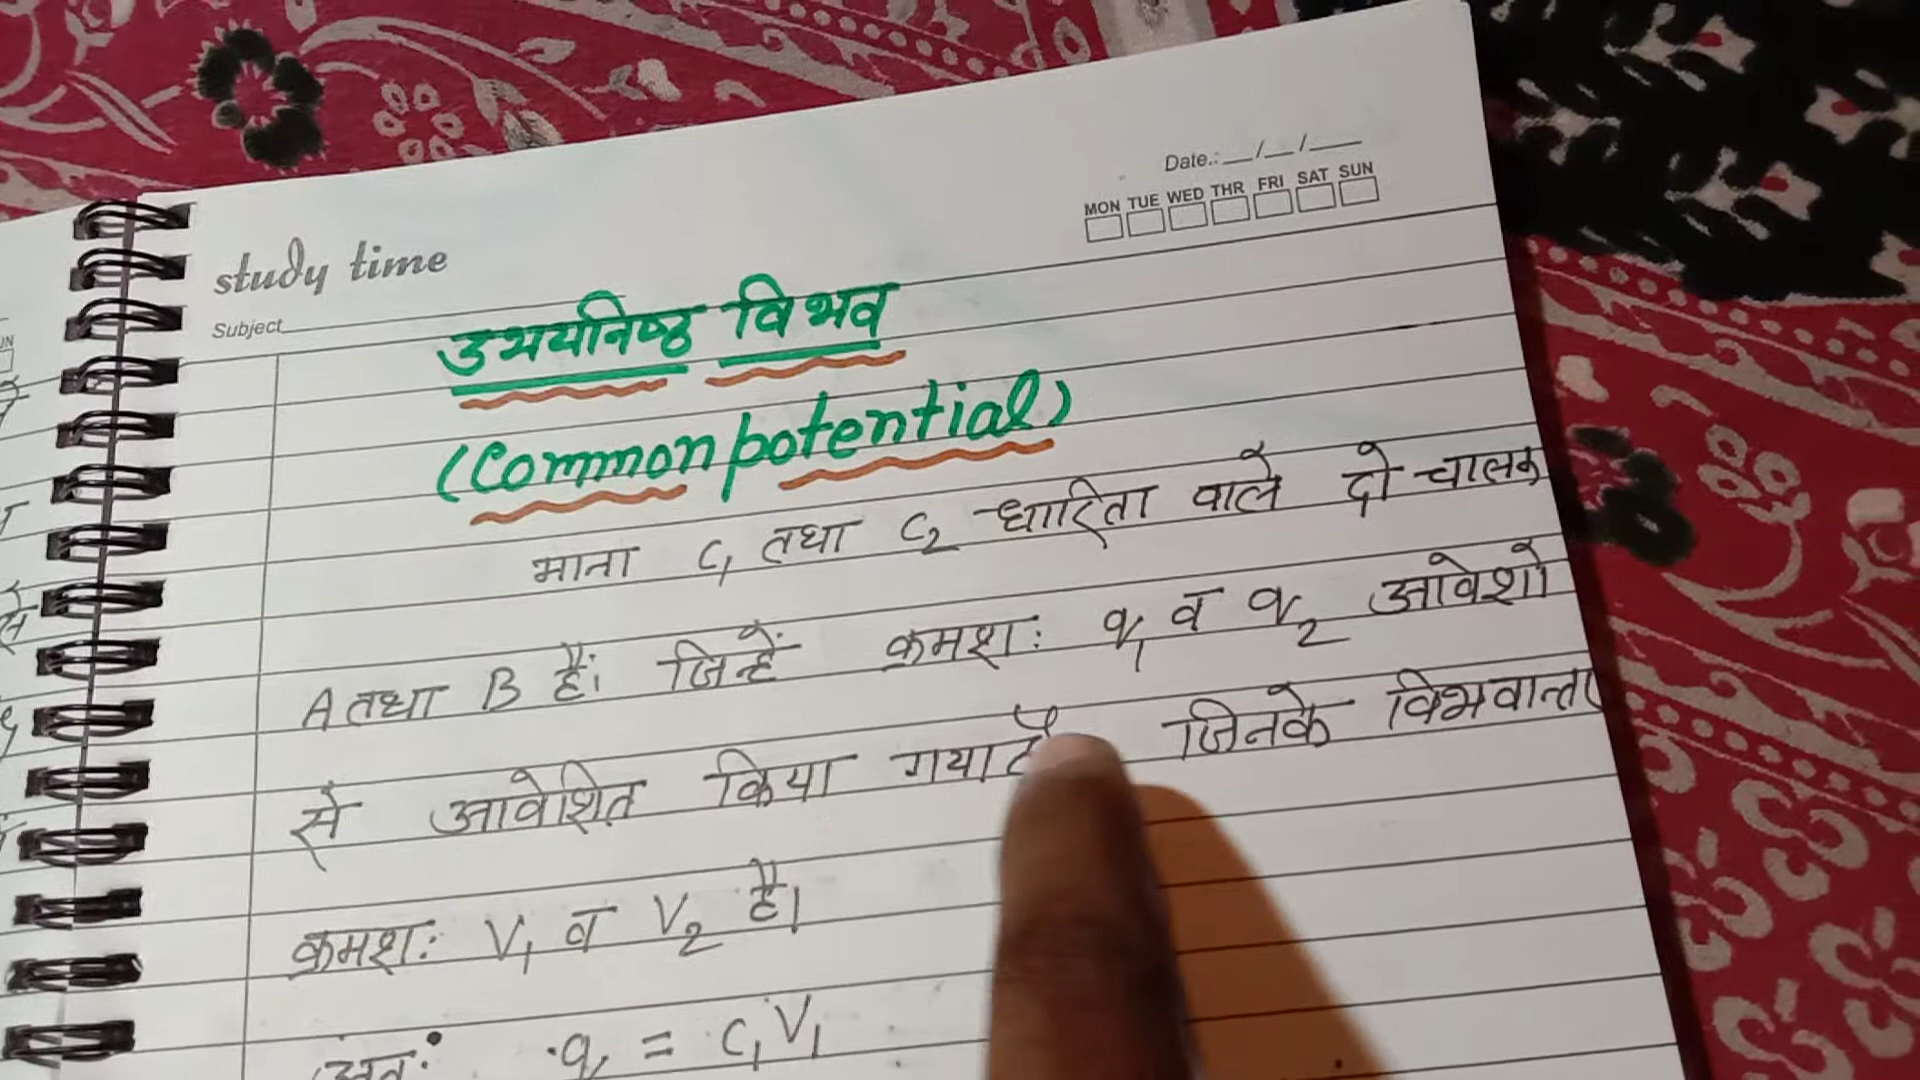 Date.: __/__/___
MON TUE WED THR FRI SAT SUN
study time
Subject
उभयनिष्ठ विभव
(Common potential)
माना C₁ तथा C₂ धारिता वाले दो चालक
A तथा B हैं। जिन्हें क्रमश: q₁ व q₂ आवेशो
से आवेशित किया गया है जिनके विभवान्तर
क्रमश: V₁ व V₂ है।
अत: q₁ = C₁V₁